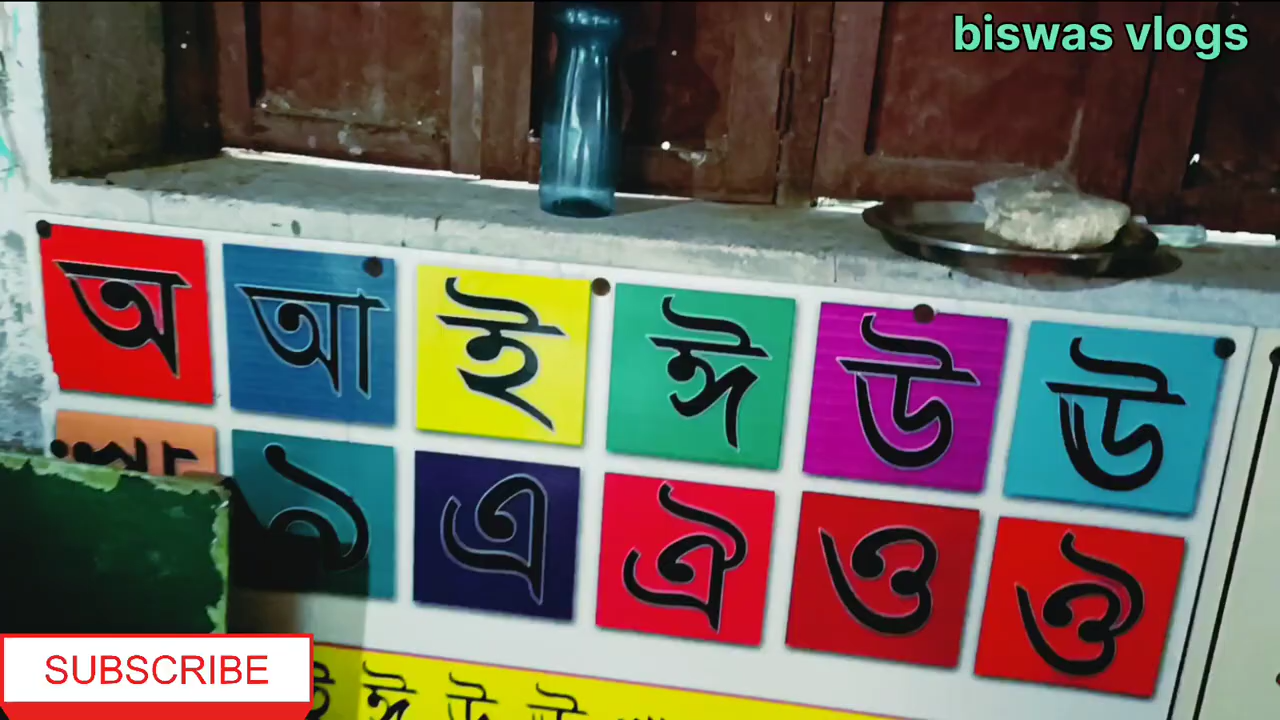 biswas vlogs
অ আ ই ঈ উ ঊ
ঌ এ ঐ ও ঔ
ই ঈ উ ঊ
SUBSCRIBE